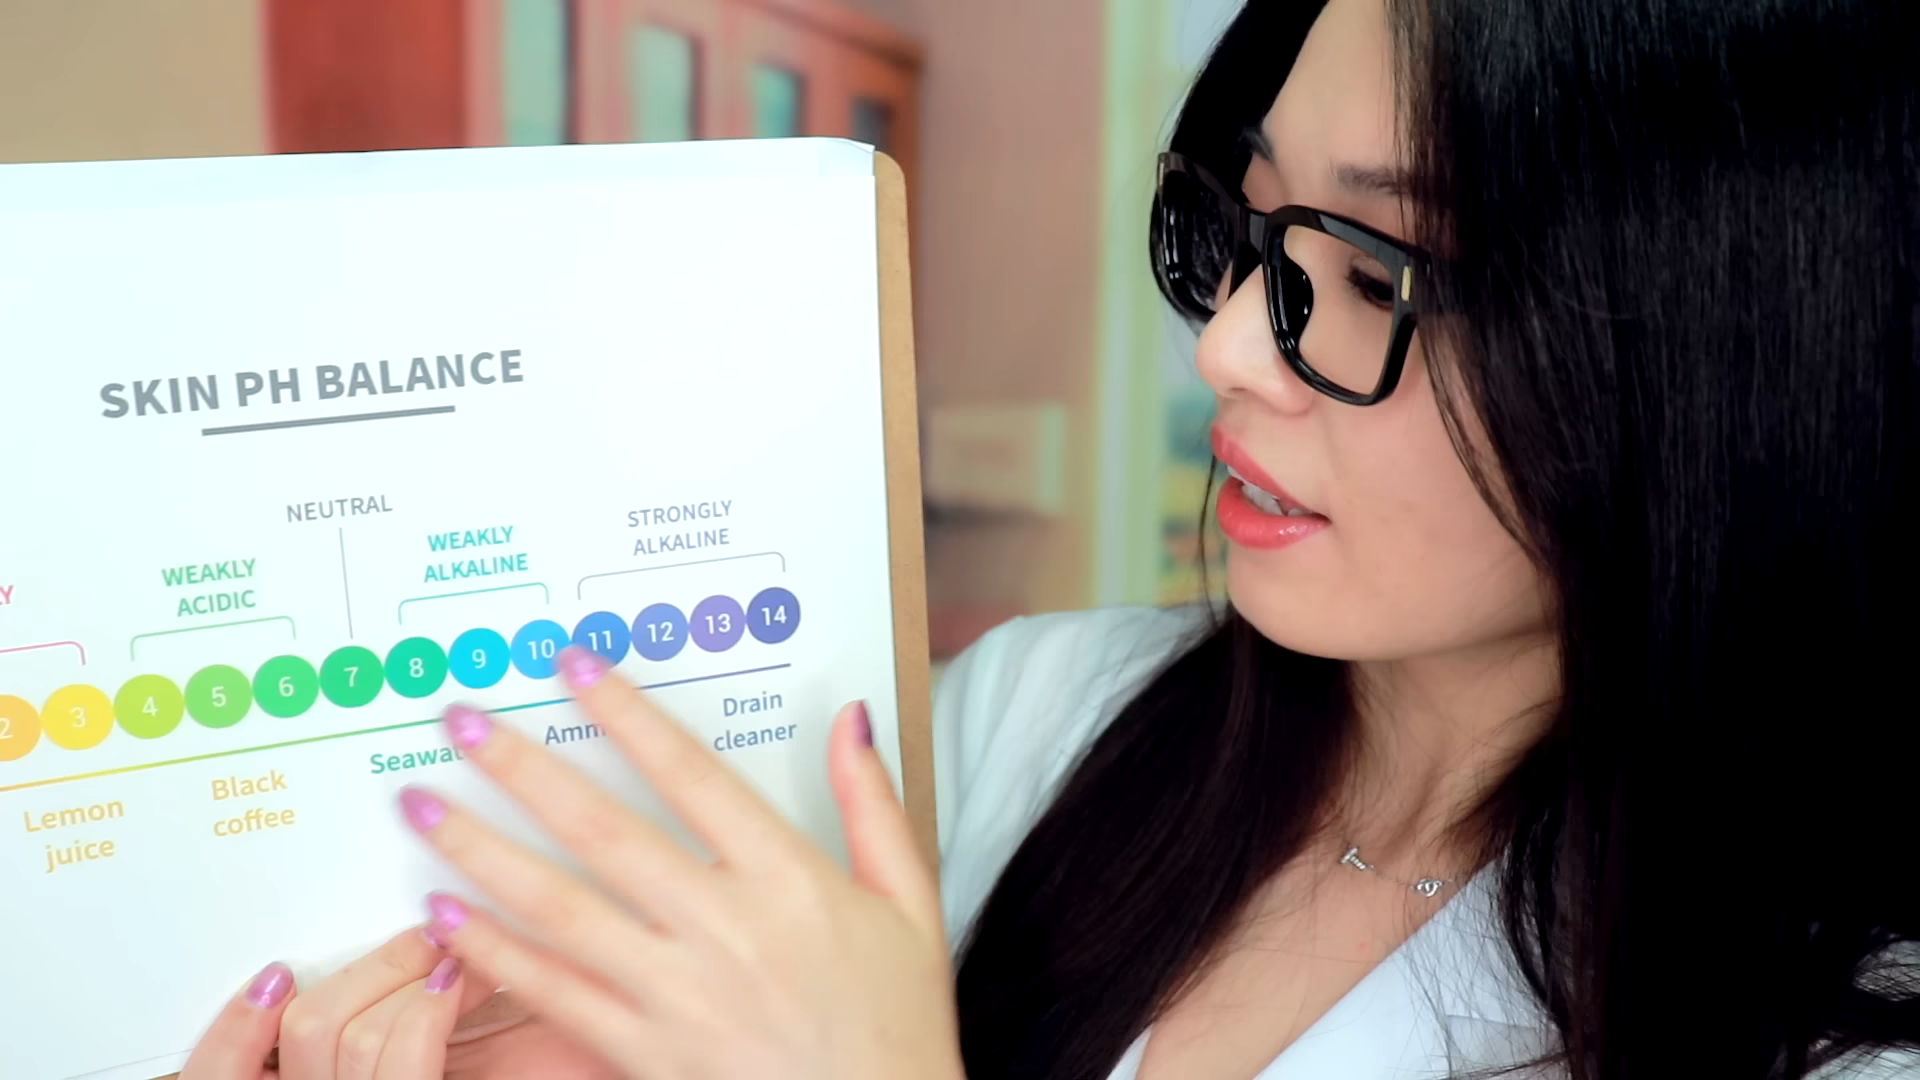 SKIN PH BALANCE
NEUTRAL
STRONGLY
ALKALINE
WEAKLY
ALKALINE
WEAKLY
ACIDIC
2 3 4 5 6 7 8 9 10 11 12 13 14
Drain
cleaner
Black
coffee
Lemon
juice